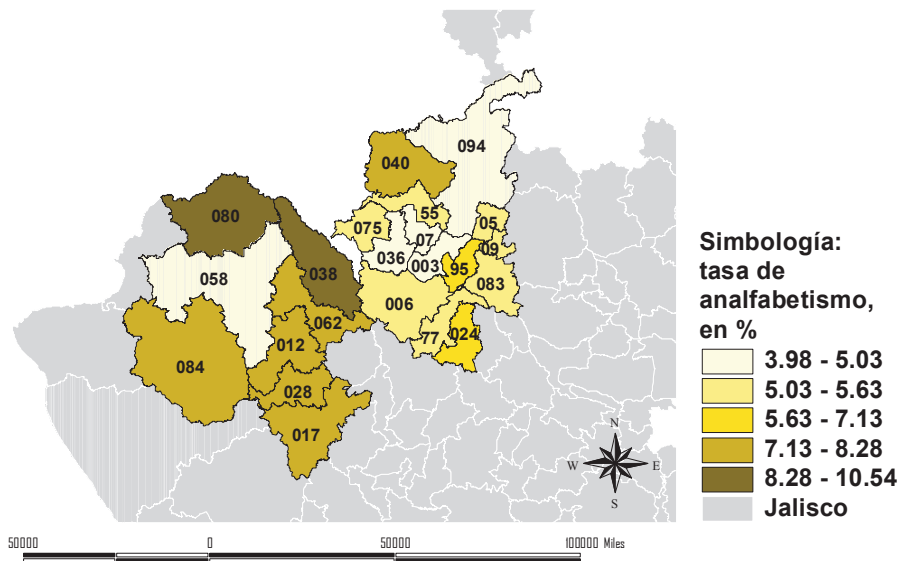 094
040
55
05
080
075
07
09
036
003
95
058
038
083
006
062
77
024
012
084
028
017
Simbología:
tasa de
analfabetismo,
en %
3.98 - 5.03
5.03 - 5.63
5.63 - 7.13
7.13 - 8.28
8.28 - 10.54
Jalisco
N
W E
S
50000 0 50000 100000 Miles